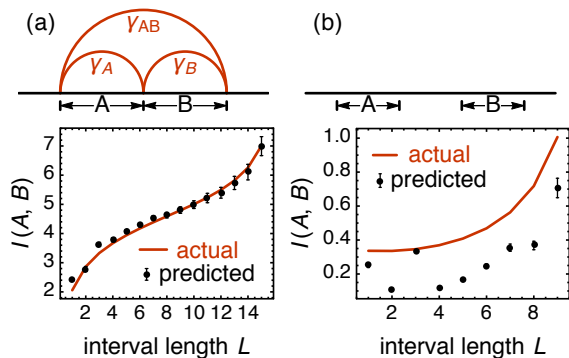 (a)
γAB
γA
γB
A
B
I(A, B)
7
6
5
4
3
2
actual
predicted
2 4 6 8 10 12 14
interval length L
(b)
A
B
I(A, B)
1.0
0.8
0.6
0.4
0.2
actual
predicted
2 4 6 8
interval length L